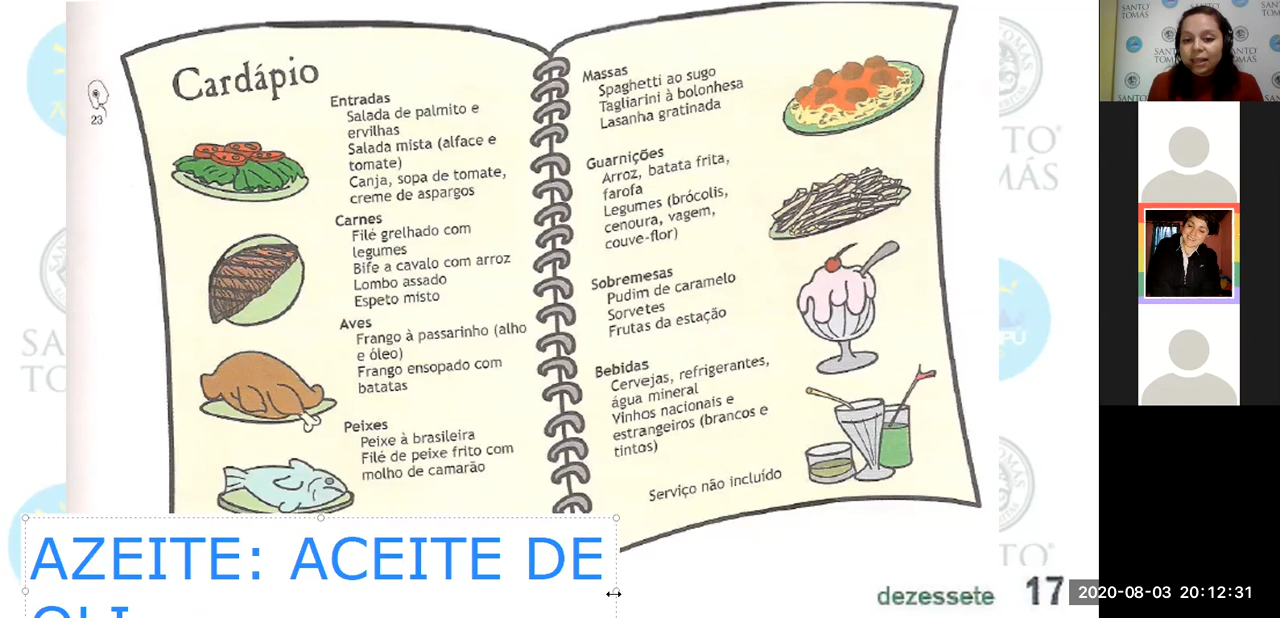 Cardápio
23
Entradas
Salada de palmito e
ervilhas
Salada mista (alface e
tomate)
Canja, sopa de tomate,
creme de aspargos
Carnes
Filé grelhado com
legumes
Bife a cavalo com arroz
Lombo assado
Espeto misto
Aves
Frango à passarinho (alho
e óleo)
Frango ensopado com
batatas
Peixes
Peixe à brasileira
Filé de peixe frito com
molho de camarão
Massas
Spaghetti ao sugo
Tagliarini à bolonhesa
Lasanha gratinada
Guarnições
Arroz, batata frita,
farofa
Legumes (brócolis,
cenoura, vagem,
couve-flor)
Sobremesas
Pudim de caramelo
Sorvetes
Frutas da estação
Bebidas
Cervejas, refrigerantes,
água mineral
Vinhos nacionais e
estrangeiros (brancos e
tintos)
Serviço não incluído
AZEITE: ACEITE DE
dezessete 17
2020-08-03 20:12:31
SANTO
TOMÁS